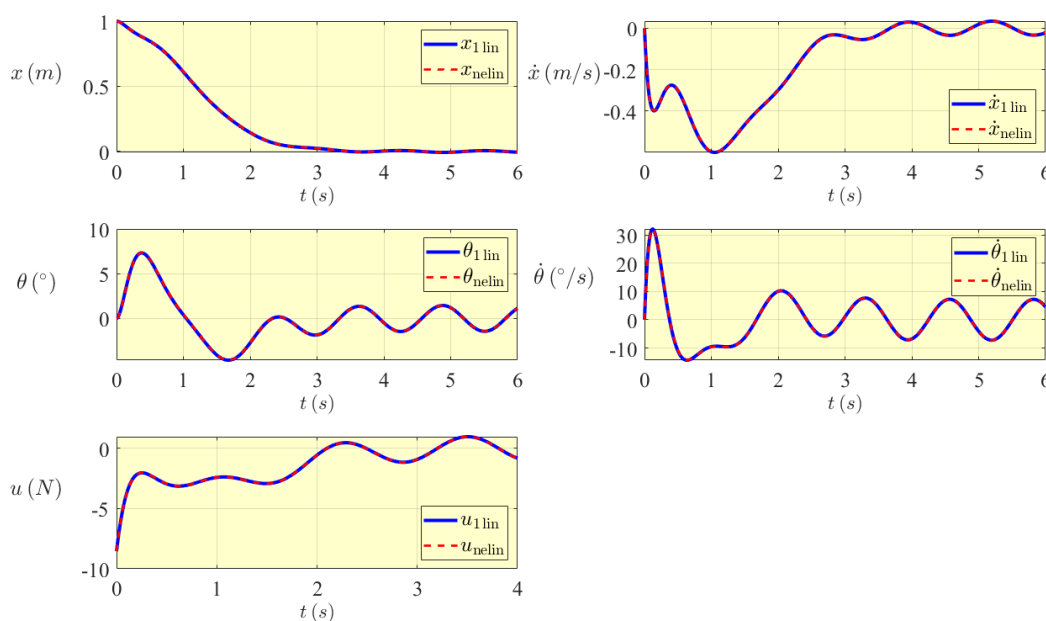 x (m)
1
0.5
0
x1 lin
xnelin
0 1 2 3 4 5 6
t (s)
ẋ (m/s)
0
-0.2
-0.4
ẋ1 lin
ẋnelin
0 1 2 3 4 5 6
t (s)
θ (°)
10
5
0
θ1 lin
θnelin
0 1 2 3 4 5 6
t (s)
θ̇ (°/s)
30
20
10
0
-10
θ̇1 lin
θ̇nelin
0 1 2 3 4 5 6
t (s)
u (N)
0
-5
-10
u1 lin
unelin
0 1 2 3 4
t (s)